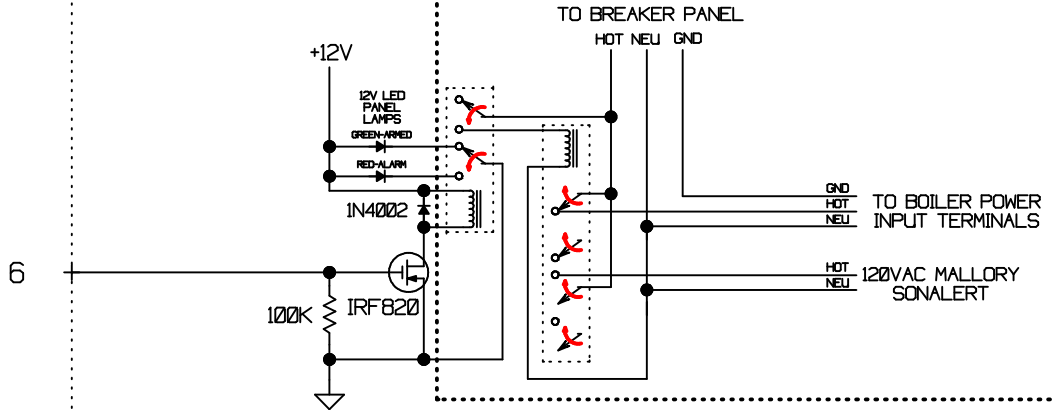 TO BREAKER PANEL
HOT NEU GND
+12V
12V LED
PANEL
LAMPS
GREEN-ARMED
RED-ALARM
1N4002
GND
HOT
NEU
TO BOILER POWER
INPUT TERMINALS
6
IRF820
100K
HOT
NEU
120VAC MALLORY
SONALERT